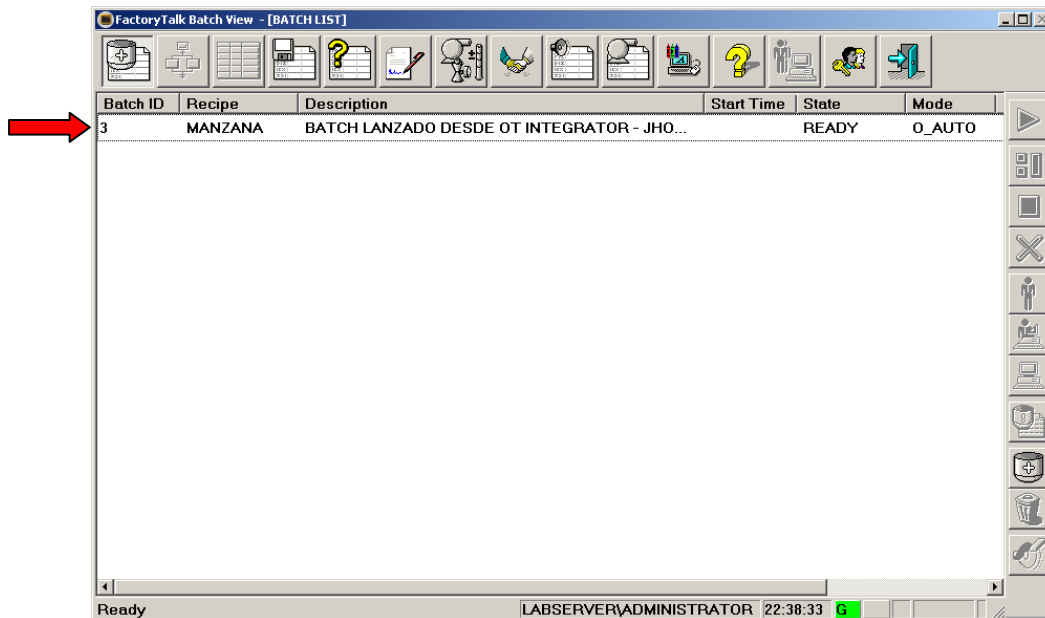 FactoryTalk Batch View - [BATCH LIST]
Batch ID Recipe Description Start Time State Mode
3 MANZANA BATCH LANZADO DESDE OT INTEGRATOR - JHO... READY O_AUTO
Ready LABSERVER\ADMINISTRATOR 22:38:33 G